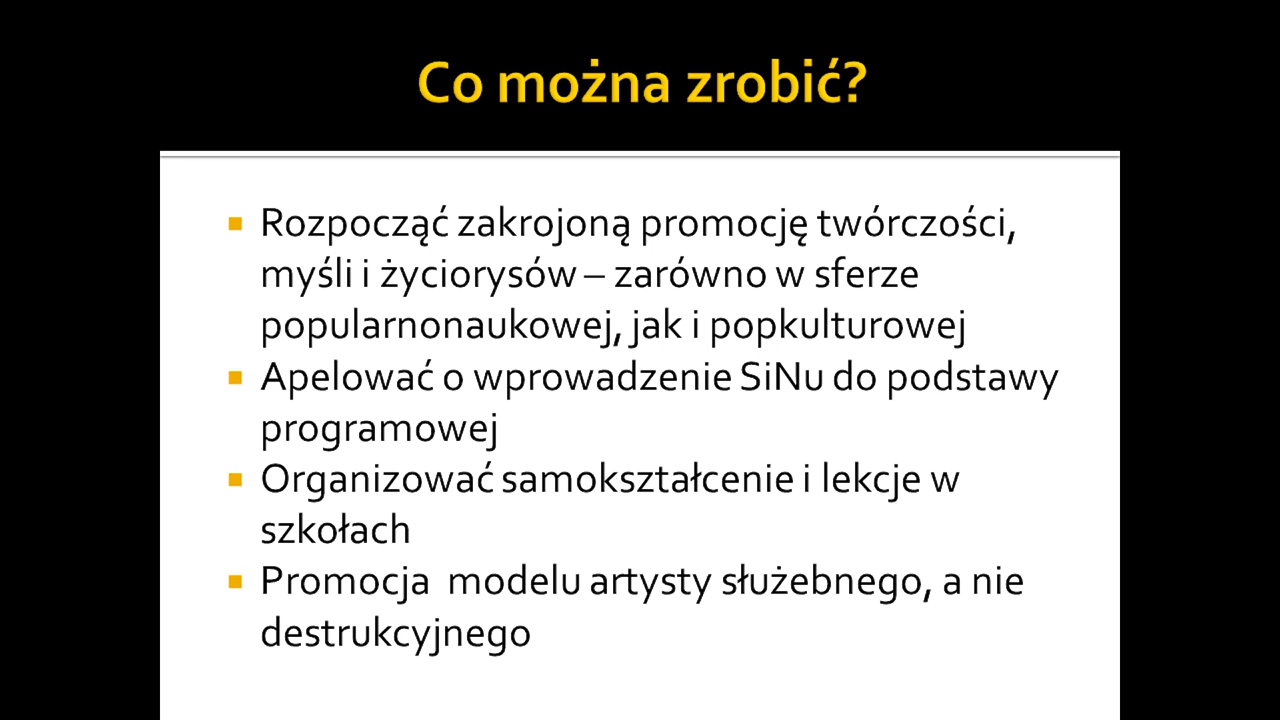 Co można zrobić?
Rozpocząć zakrojoną promocję twórczości,
myśli i życiorysów – zarówno w sferze
popularnonaukowej, jak i popkulturowej
Apelować o wprowadzenie SiNu do podstawy
programowej
Organizować samokształcenie i lekcje w
szkołach
Promocja  modelu artysty służebnego, a nie
destrukcyjnego